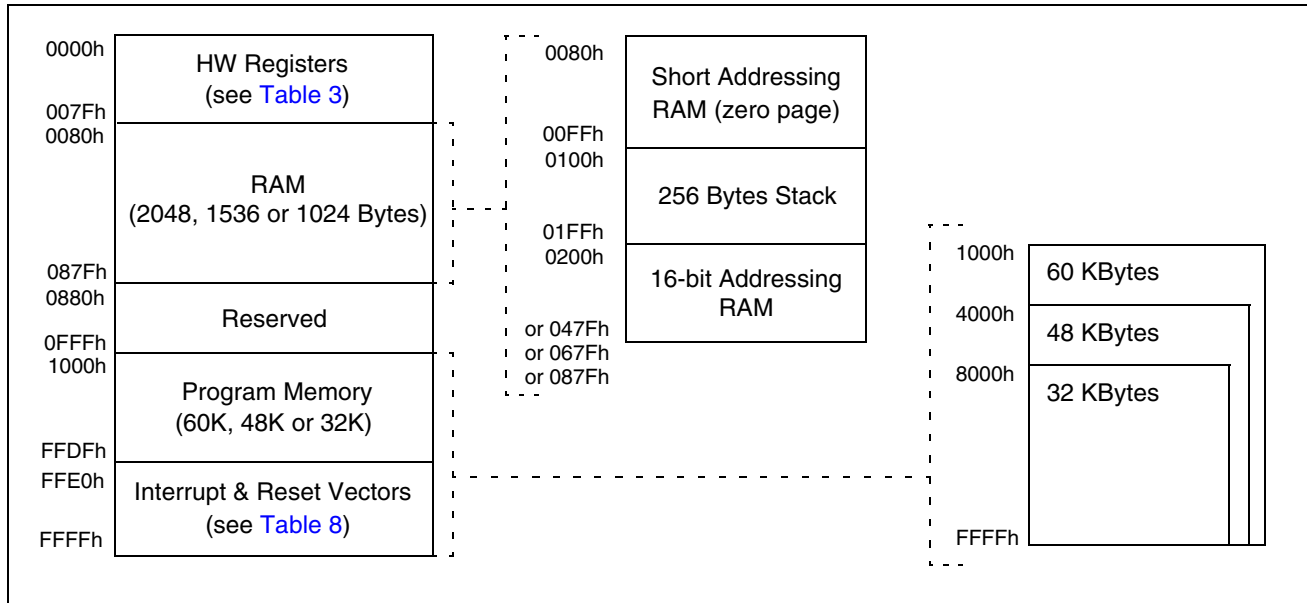 0000h
HW Registers
(see Table 3)
007Fh
0080h
RAM
(2048, 1536 or 1024 Bytes)
087Fh
0880h
Reserved
0FFFh
1000h
Program Memory
(60K, 48K or 32K)
FFDFh
FFE0h
Interrupt & Reset Vectors
(see Table 8)
FFFFh
0080h
Short Addressing
RAM (zero page)
00FFh
0100h
256 Bytes Stack
01FFh
0200h
16-bit Addressing
RAM
or 047Fh
or 067Fh
or 087Fh
1000h
60 KBytes
4000h
48 KBytes
8000h
32 KBytes
FFFFh